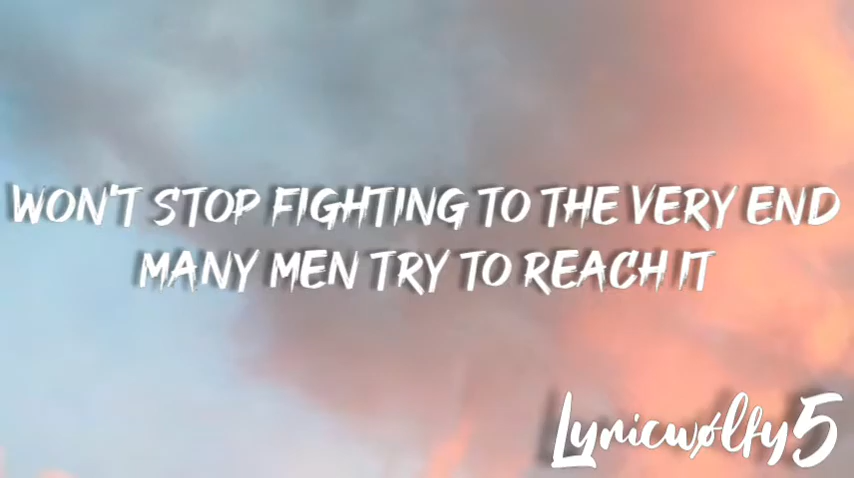 WON'T STOP FIGHTING TO THE VERY END
MANY MEN TRY TO REACH IT
Lyricwølfy5